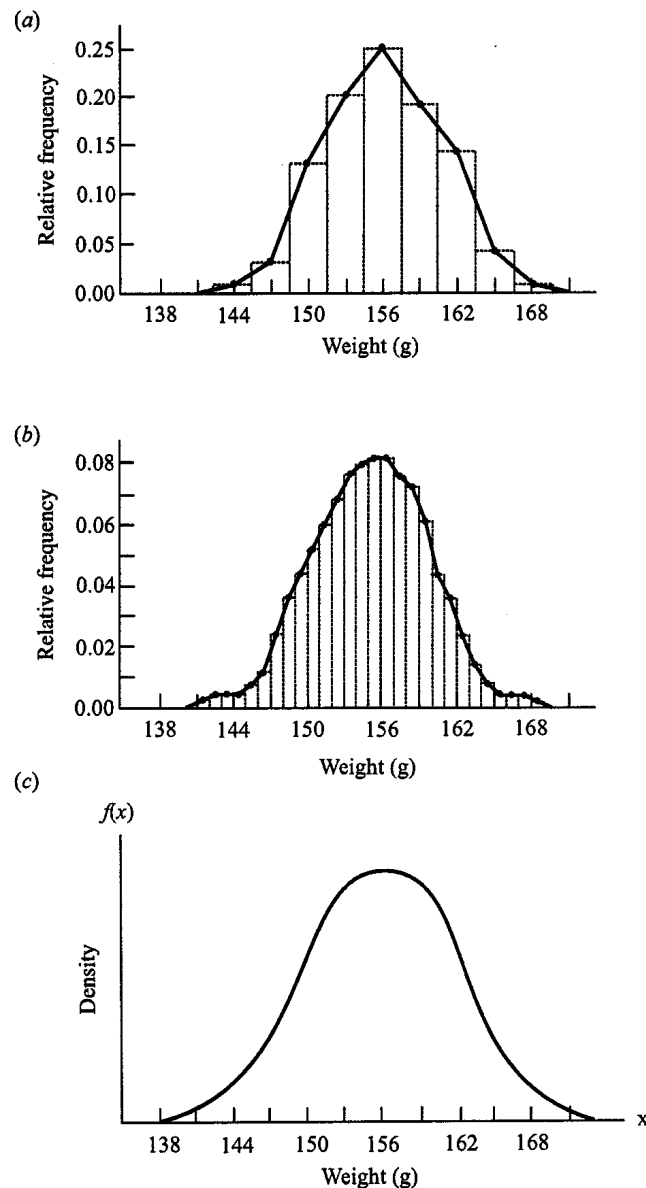 (a)
Relative frequency
0.25
0.20
0.15
0.10
0.05
0.00
138 144 150 156 162 168
Weight (g)
(b)
Relative frequency
0.08
0.06
0.04
0.02
0.00
138 144 150 156 162 168
Weight (g)
(c)
f(x)
Density
x
138 144 150 156 162 168
Weight (g)